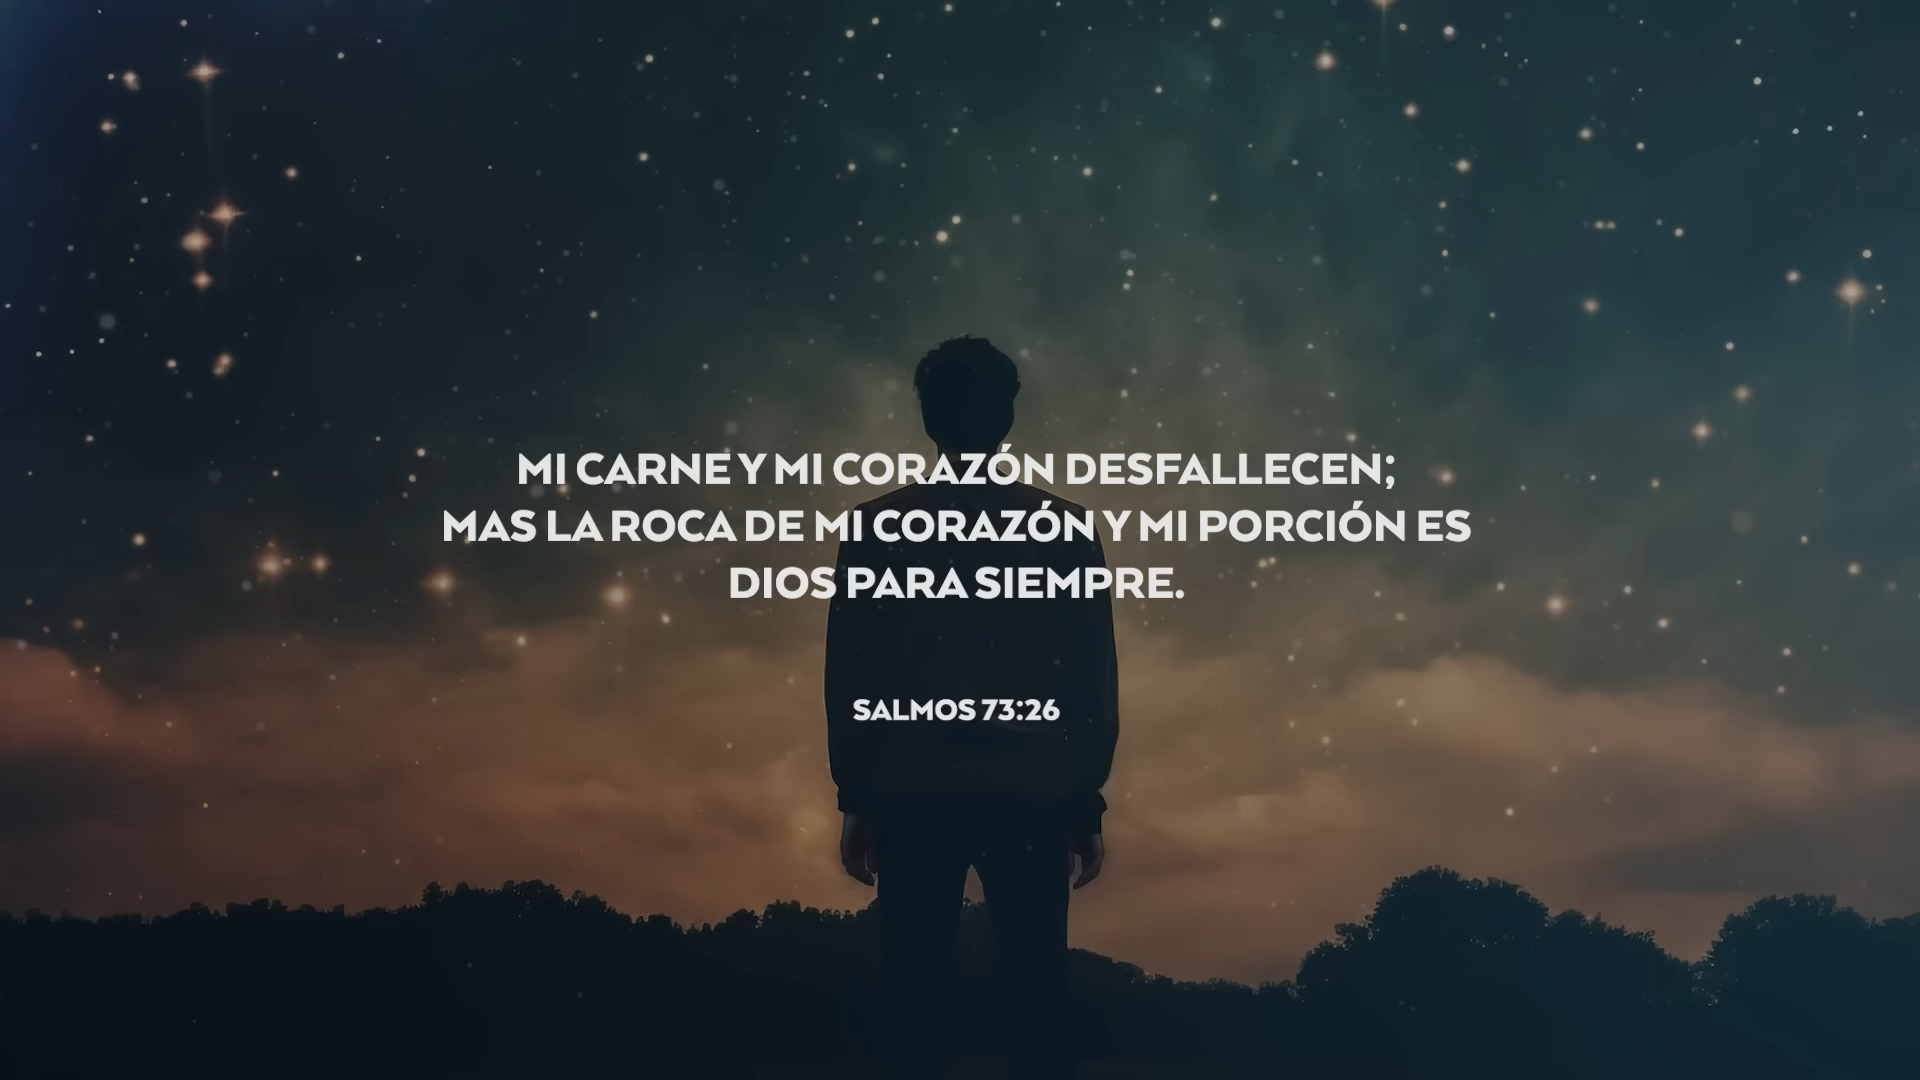 MI CARNE Y MI CORAZÓN DESFALLECEN;
MAS LA ROCA DE MI CORAZÓN Y MI PORCIÓN ES
DIOS PARA SIEMPRE.
SALMOS 73:26